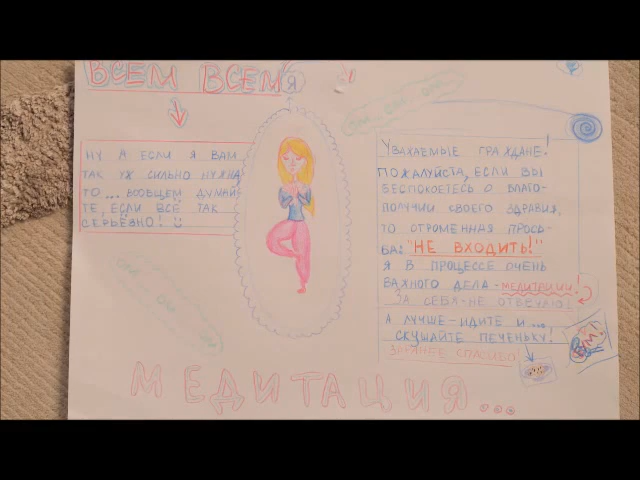 ВСЕМ ВСЕМ
Я
НУ А ЕСЛИ Я ВАМ
ТАК УЖ СИЛЬНО НУЖНА
ТО... ВООБЩЕМ ДУМАЙ-
ТЕ, ЕСЛИ ВСЁ ТАК
СЕРЬЁЗНО!
УВАЖАЕМЫЕ ГРАЖДАНЕ!
ПОЖАЛУЙСТА, ЕСЛИ ВЫ
БЕСПОКОЕТЕСЬ О БЛАГО-
ПОЛУЧИИ СВОЕГО ЗДРАВИЯ,
ТО ОГРОМЕННАЯ ПРОСЬ-
БА: "НЕ ВХОДИТЬ!"
Я В ПРОЦЕССЕ ОЧЕНЬ
ВАЖНОГО ДЕЛА - МЕДИТАЦИИ!
ЗА СЕБЯ-НЕ ОТВЕЧАЮ!
А ЛУЧШЕ - ИДИТЕ И ...
СКУШАЙТЕ ПЕЧЕНЬКУ!
ЗАРАНЕЕ СПАСИБО
МЕДИТАЦИЯ...